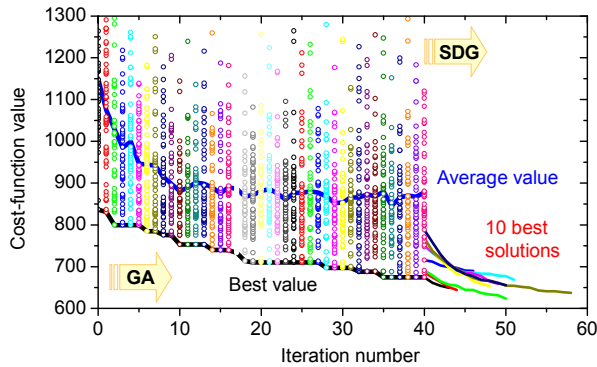 1300
1200
1100
1000
900
800
700
600
Cost-function value
SDG
Average value
10 best
solutions
GA
Best value
0
10
20
30
40
50
60
Iteration number